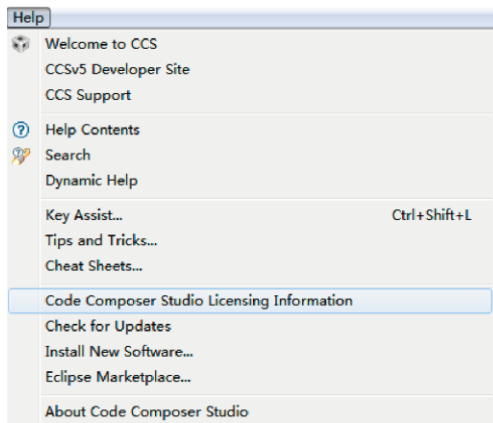 Help
Welcome to CCS
CCSv5 Developer Site
CCS Support
Help Contents
Search
Dynamic Help
Key Assist... Ctrl+Shift+L
Tips and Tricks...
Cheat Sheets...
Code Composer Studio Licensing Information
Check for Updates
Install New Software...
Eclipse Marketplace...
About Code Composer Studio